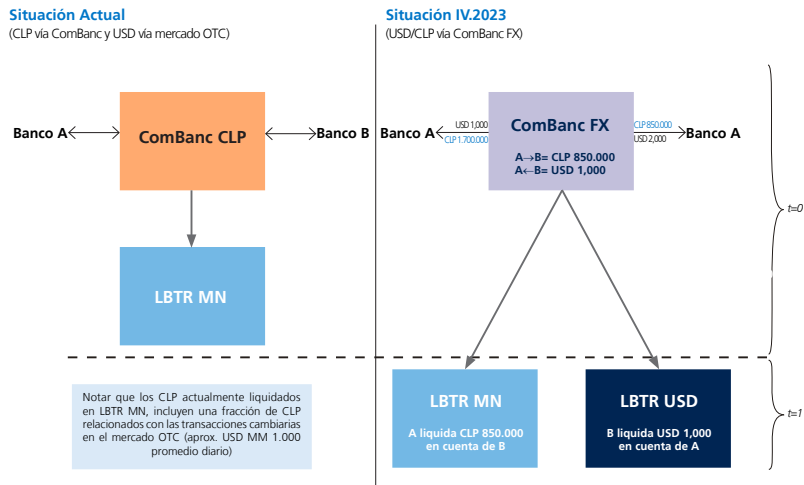 Situación Actual
(CLP vía ComBanc y USD vía mercado OTC)
Banco A
ComBanc CLP
Banco B
LBTR MN
Notar que los CLP actualmente liquidados
en LBTR MN, incluyen una fracción de CLP
relacionados con las transacciones cambiarias
en el mercado OTC (aprox. USD MM 1.000
promedio diario)
Situación IV.2023
(USD/CLP vía ComBanc FX)
Banco A
USD 1,000
CLP 1.700.000
ComBanc FX
A→B= CLP 850.000
A←B= USD 1,000
CLP 850.000
USD 2,000
Banco A
t=0
LBTR MN
A liquida CLP 850.000
en cuenta de B
LBTR USD
B liquida USD 1,000
en cuenta de A
t=1